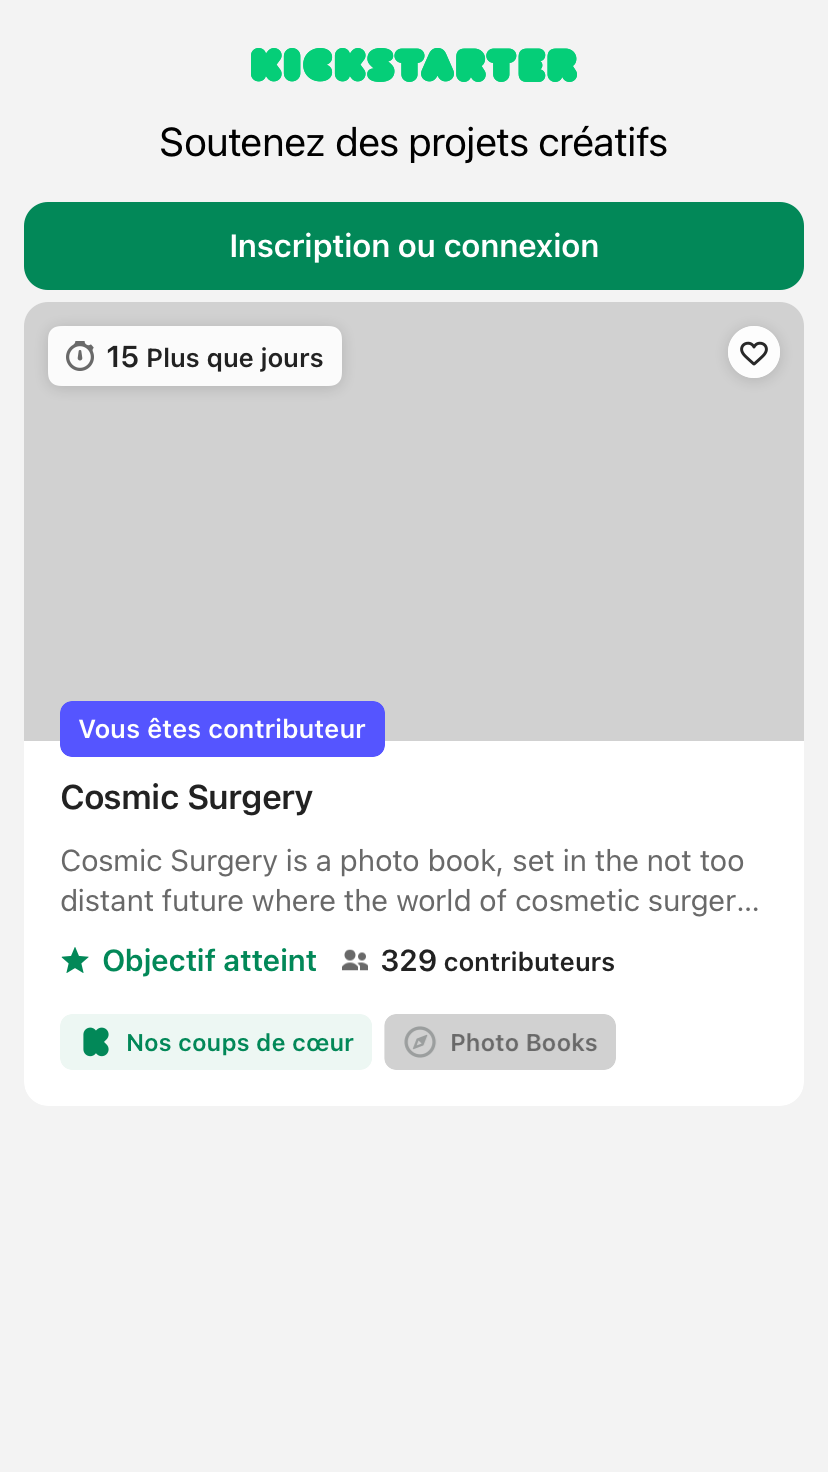 KICKSTARTER
Soutenez des projets créatifs
Inscription ou connexion
15 Plus que jours
Vous êtes contributeur
Cosmic Surgery
Cosmic Surgery is a photo book, set in the not too
distant future where the world of cosmetic surger...
Objectif atteint 329 contributeurs
Nos coups de cœur Photo Books